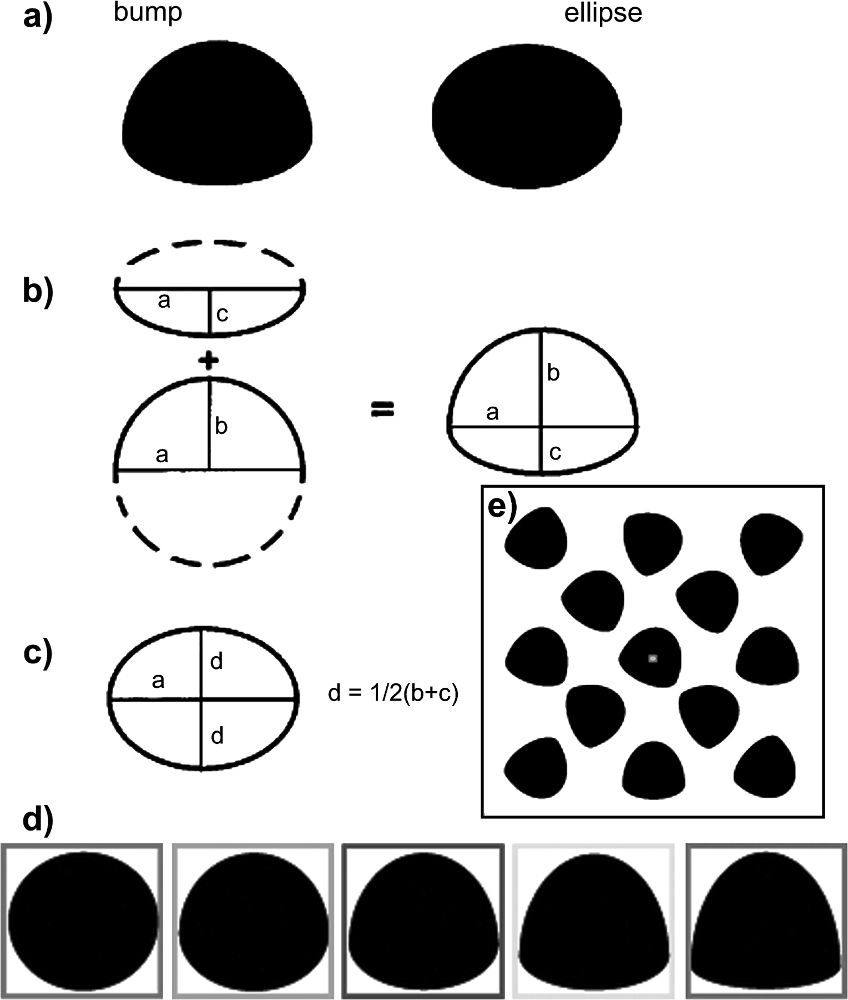 a)
bump
ellipse
b)
a
c
+
b
a
=
b
a
c
e)
c)
d
a
d
d = 1/2(b+c)
d)